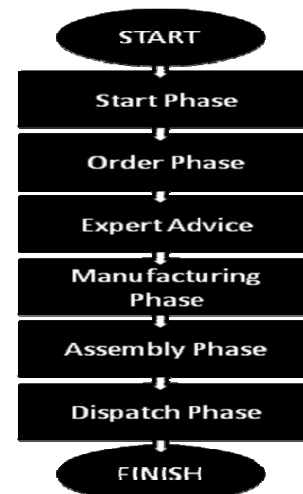 START
Start Phase
Order Phase
Expert Advice
Manufacturing
Phase
Assembly Phase
Dispatch Phase
FINISH